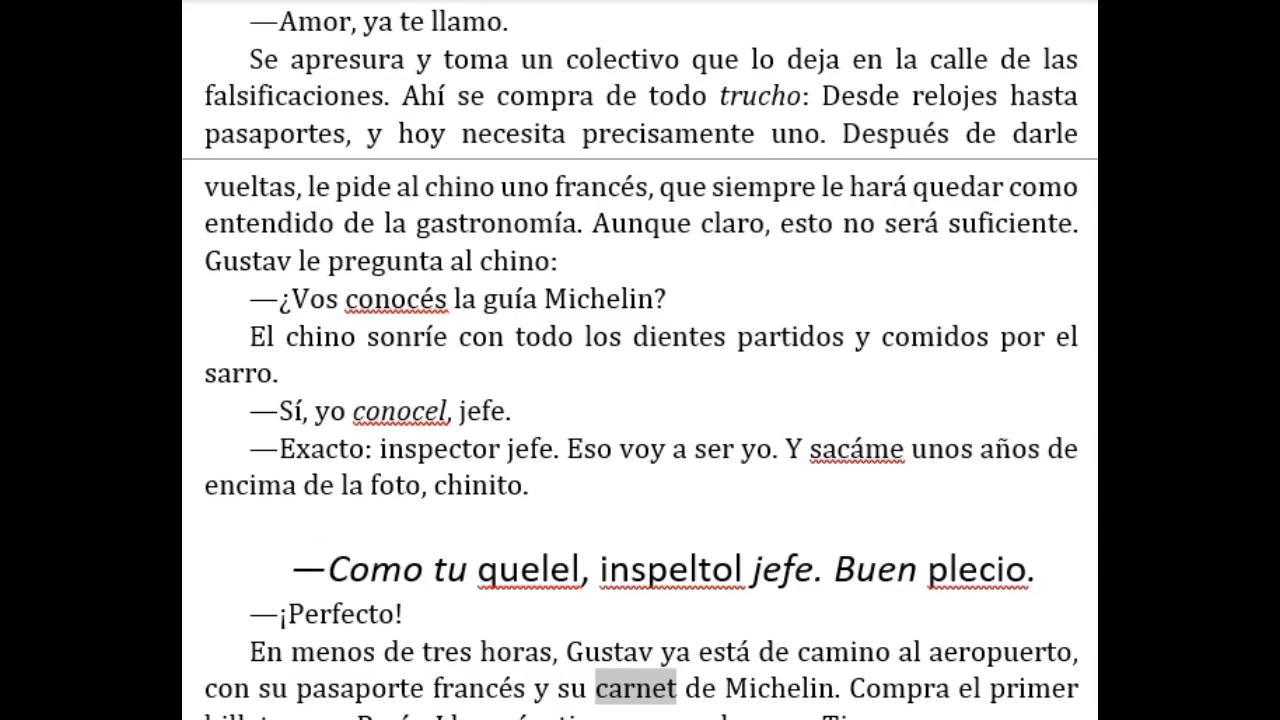 —Amor, ya te llamo.
Se apresura y toma un colectivo que lo deja en la calle de las
falsificaciones. Ahí se compra de todo trucho: Desde relojes hasta
pasaportes, y hoy necesita precisamente uno. Después de darle
vueltas, le pide al chino uno francés, que siempre le hará quedar como
entendido de la gastronomía. Aunque claro, esto no será suficiente.
Gustav le pregunta al chino:
—¿Vos conocés la guía Michelin?
El chino sonríe con todo los dientes partidos y comidos por el
sarro.
—Sí, yo conocel, jefe.
—Exacto: inspector jefe. Eso voy a ser yo. Y sacáme unos años de
encima de la foto, chinito.
—Como tu quelel, inspeltol jefe. Buen plecio.
—¡Perfecto!
En menos de tres horas, Gustav ya está de camino al aeropuerto,
con su pasaporte francés y su carnet de Michelin. Compra el primer